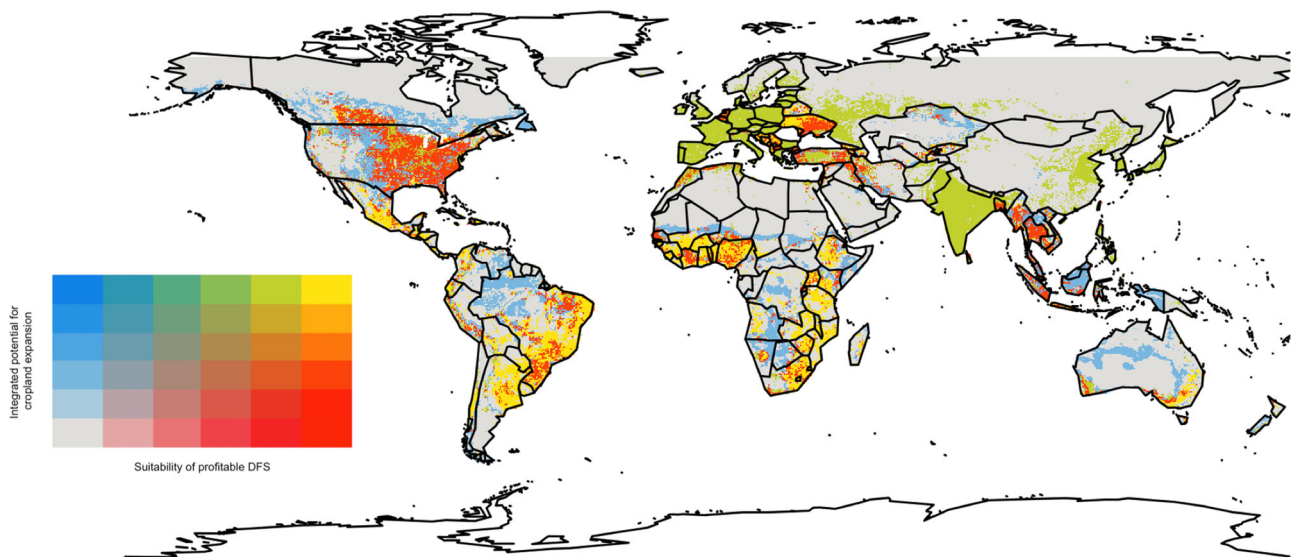 Integrated potential for
cropland expansion
Suitability of profitable DFS